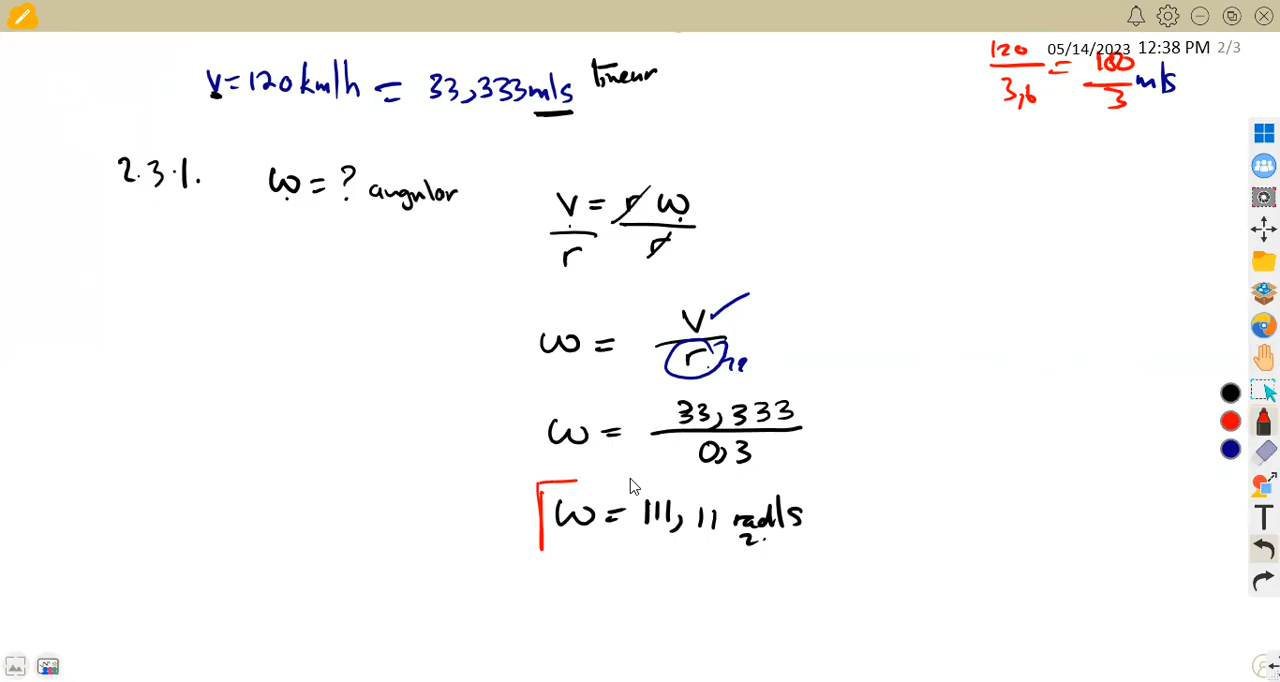 05/14/2023 12:38 PM 2/3
v = 120 km/h = 33,333 m/s linear
120/3,6 = 100/3 m/s
2.3.1. ω = ? angular
v/r = r ω/r
ω = v/r
ω = 33,333/0,3
ω = 111,11 rad/s
T